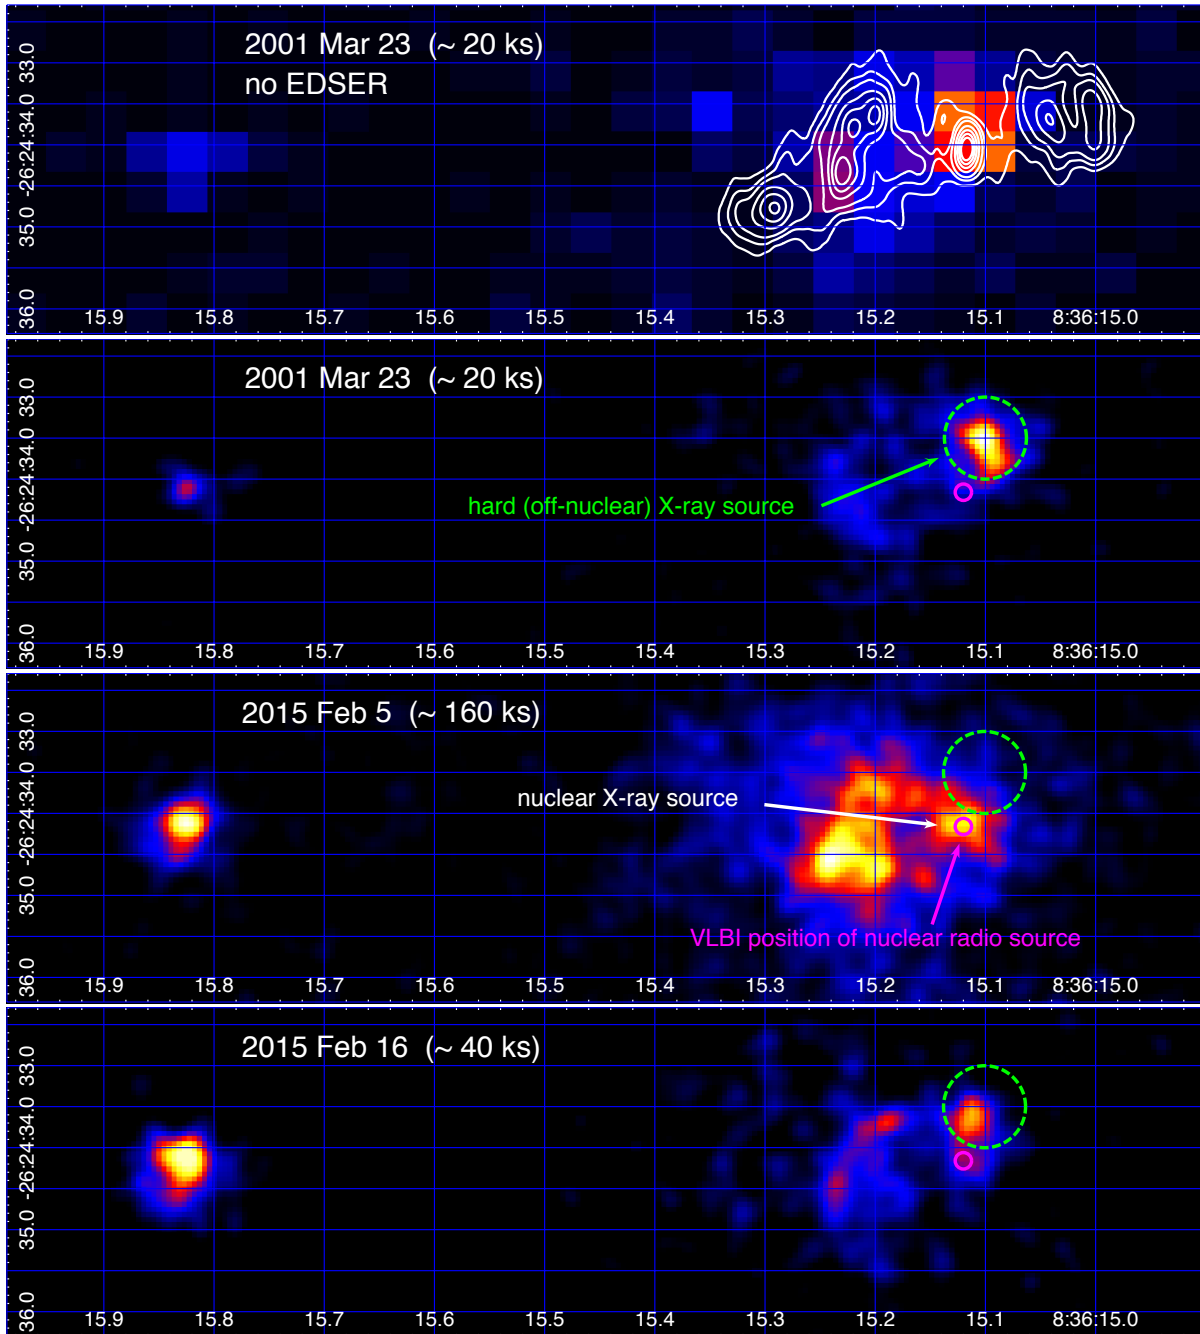 2001 Mar 23 (~ 20 ks)
no EDSER
33.0
-26:24:34.0
35.0
36.0
15.9 15.8 15.7 15.6 15.5 15.4 15.3 15.2 15.1 8:36:15.0
2001 Mar 23 (~ 20 ks)
hard (off-nuclear) X-ray source
33.0
-26:24:34.0
35.0
36.0
15.9 15.8 15.7 15.6 15.5 15.4 15.3 15.2 15.1 8:36:15.0
2015 Feb 5 (~ 160 ks)
nuclear X-ray source
VLBI position of nuclear radio source
33.0
-26:24:34.0
35.0
36.0
15.9 15.8 15.7 15.6 15.5 15.4 15.3 15.2 15.1 8:36:15.0
2015 Feb 16 (~ 40 ks)
33.0
-26:24:34.0
35.0
36.0
15.9 15.8 15.7 15.6 15.5 15.4 15.3 15.2 15.1 8:36:15.0